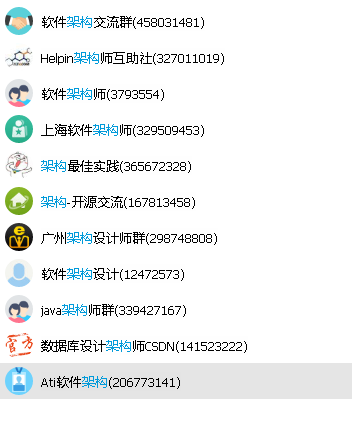 软件架构交流群(458031481)
Helpin架构师互助社(327011019)
软件架构师(3793554)
上海软件架构师(329509453)
架构最佳实践(365672328)
架构-开源交流(167813458)
广州架构设计师群(298748808)
软件架构设计(12472573)
java架构师群(339427167)
官方
数据库设计架构师CSDN(141523222)
Ati软件架构(206773141)